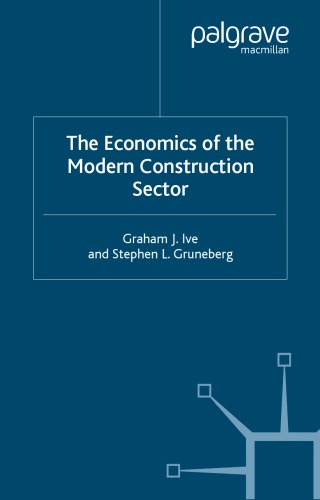 palgrave
macmillan
The Economics of the
Modern Construction
Sector
Graham J. Ive
and Stephen L. Gruneberg